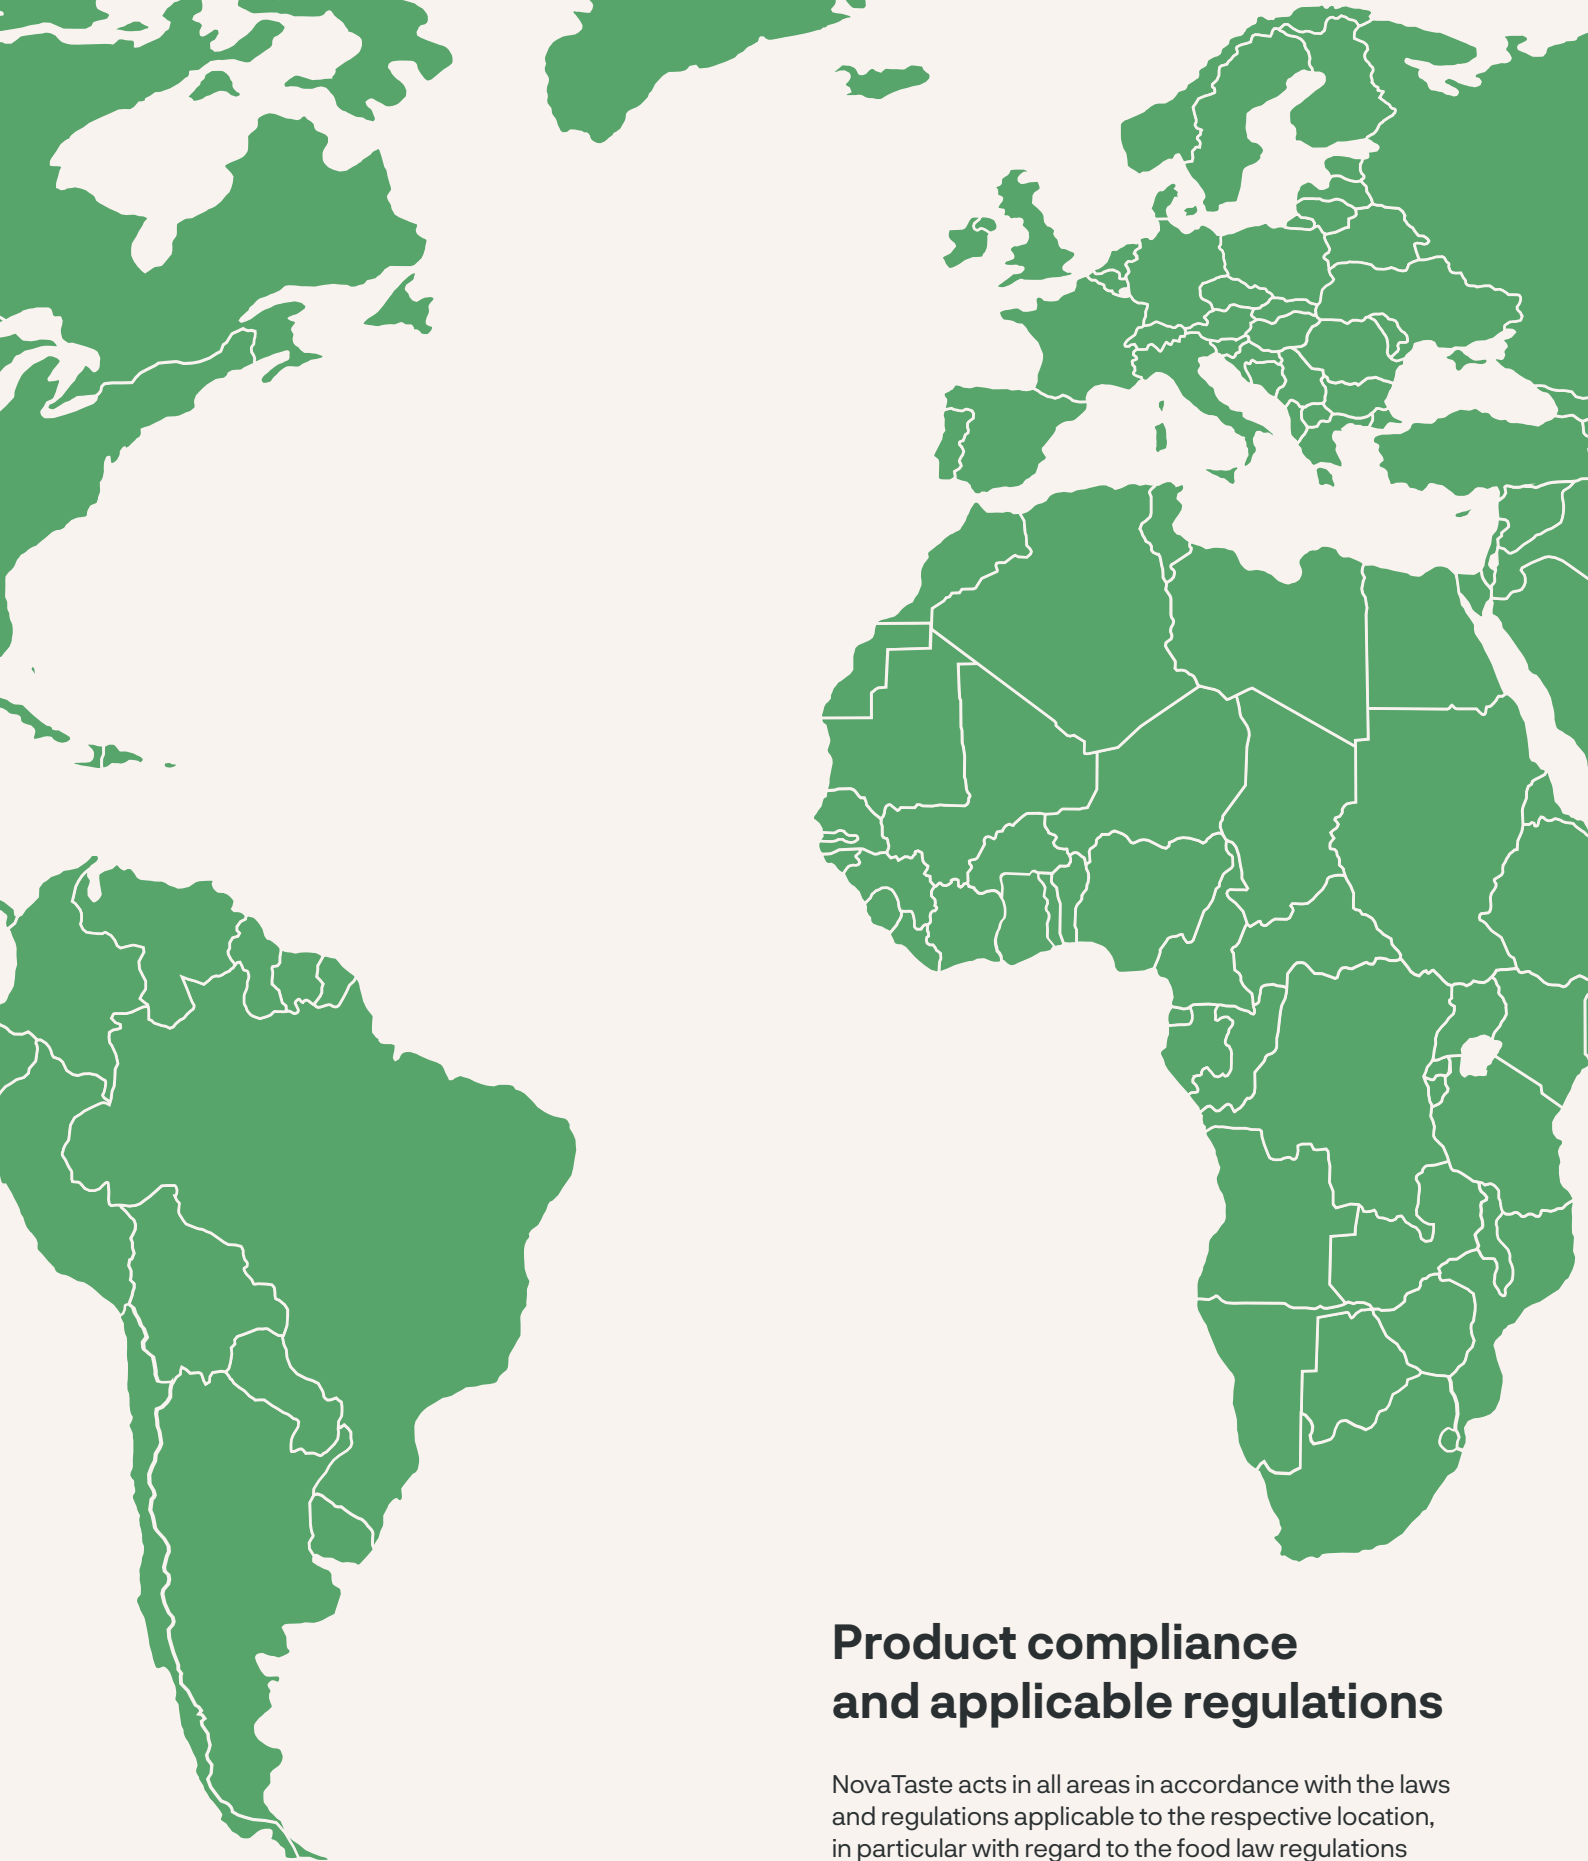 Product compliance
and applicable regulations
NovaTaste acts in all areas in accordance with the laws
and regulations applicable to the respective location,
in particular with regard to the food law regulations